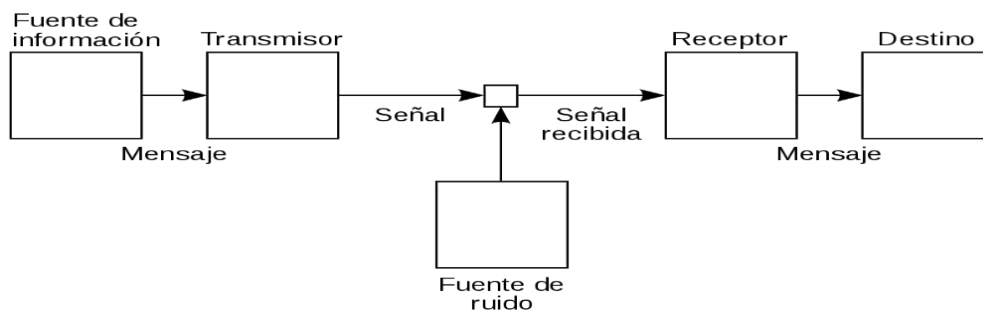 Fuente de
información
Transmisor
Receptor
Destino
Señal
Señal
recibida
Mensaje
Mensaje
Fuente de
ruido